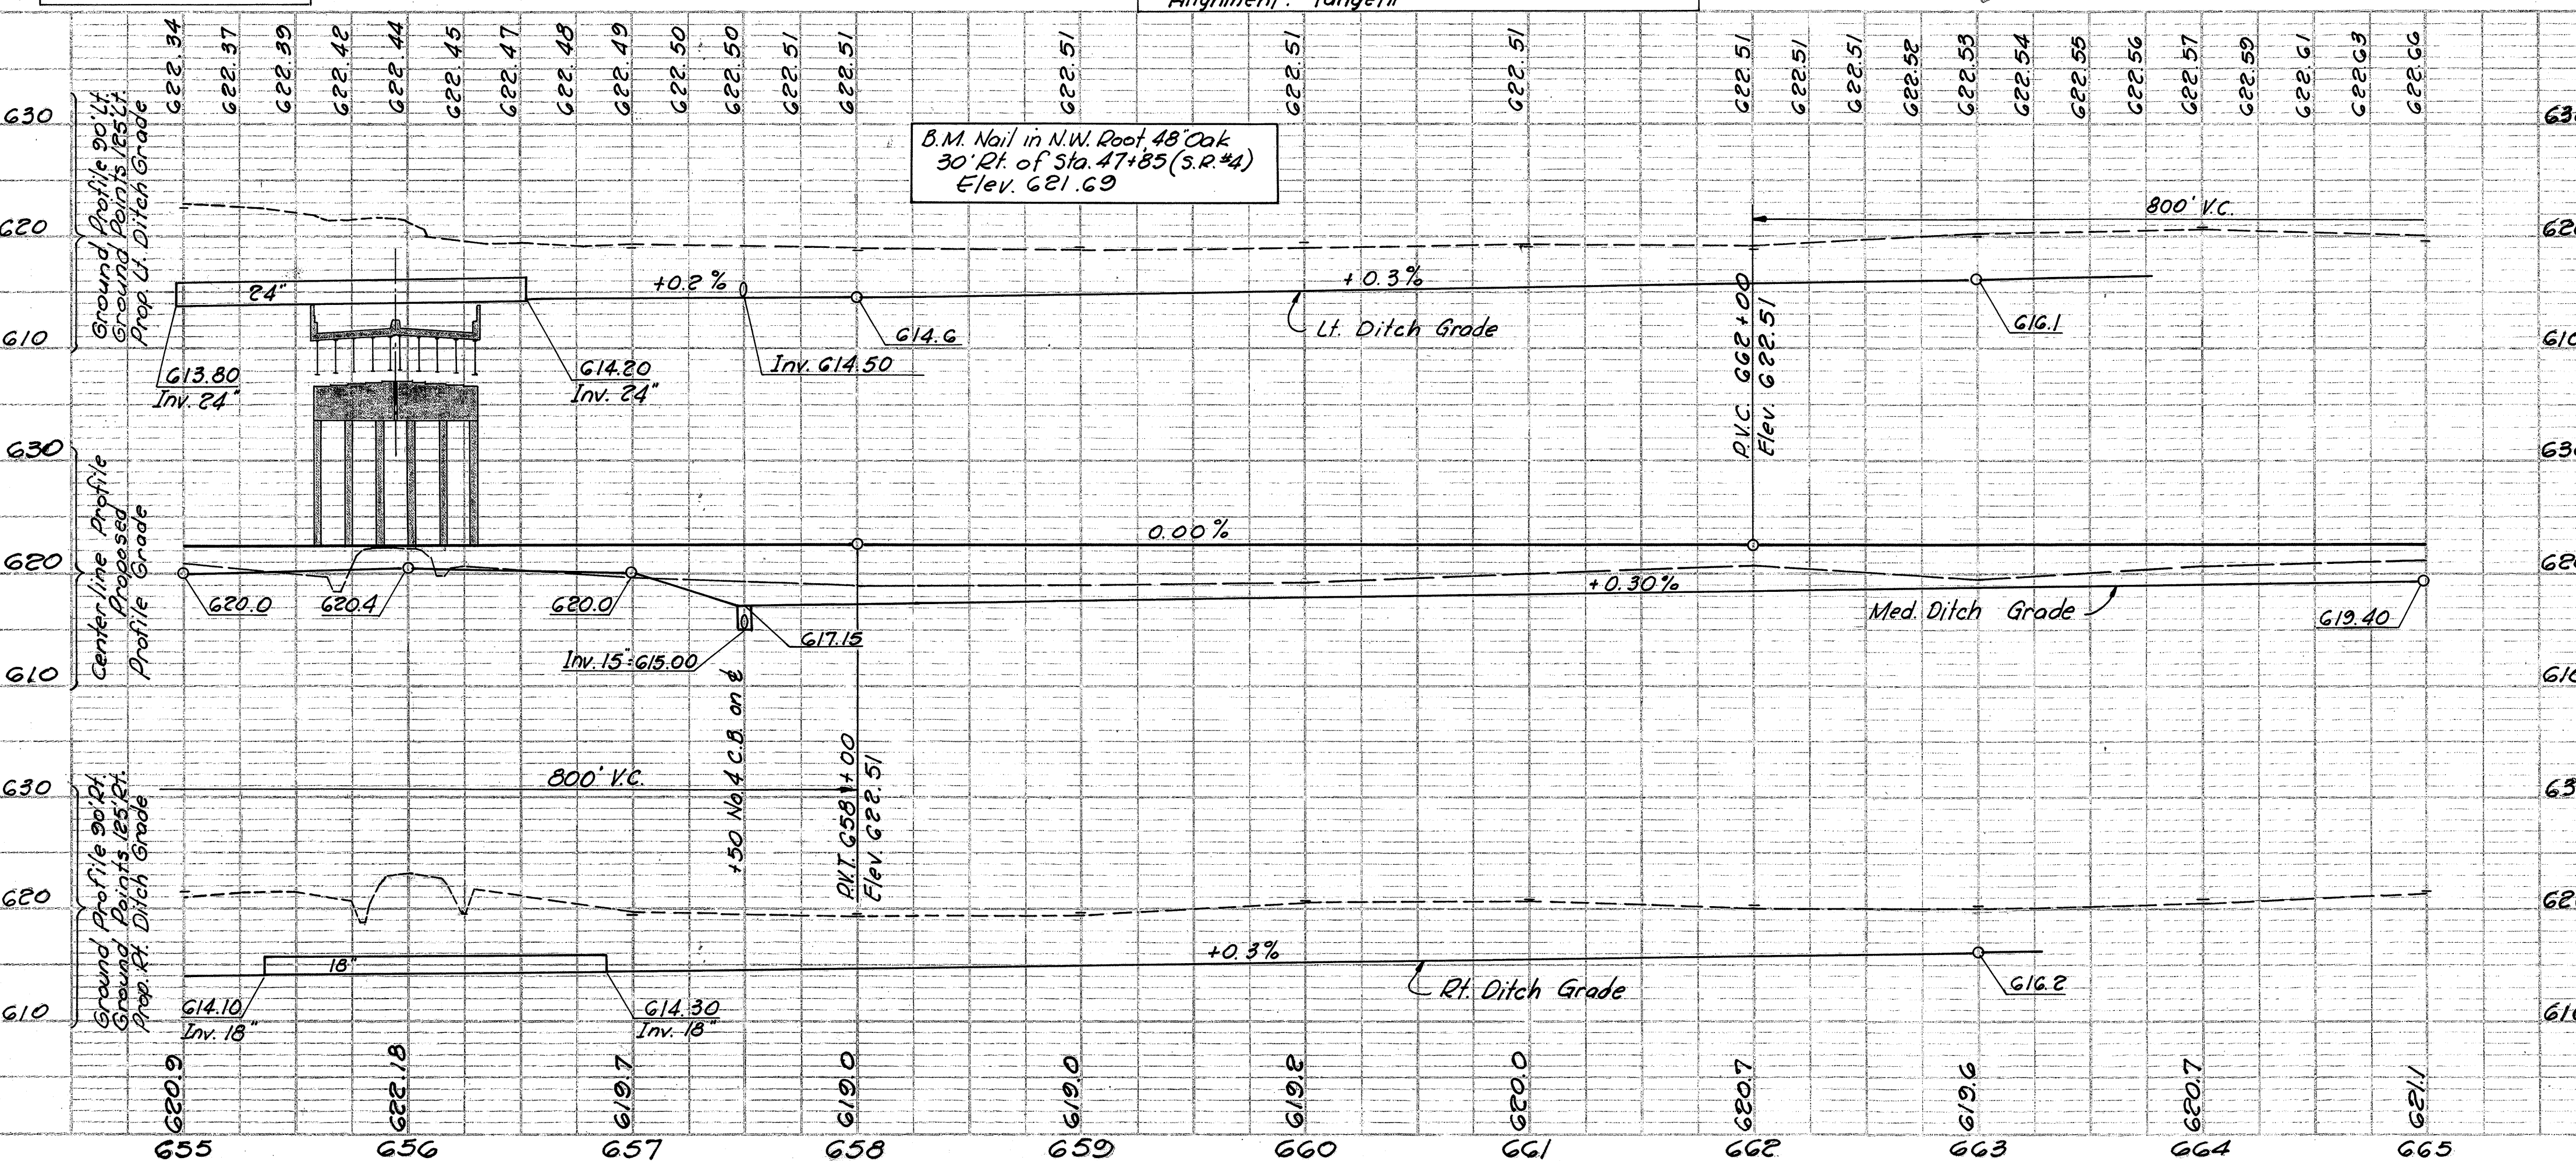 Alignment: Tangent
622.34
622.37
622.39
622.42
622.44
622.45
622.47
622.48
622.49
622.50
622.50
622.51
622.51
622.51
622.51
622.51
622.51
622.51
622.51
622.52
622.53
622.54
622.55
622.56
622.57
622.59
622.61
622.63
622.66
630
620
610
Ground Profile 90' Lt.
Ground Points 125' Lt.
Prop. Lt. Ditch Grade
B.M. Nail in N.W. Root, 48" Oak
30' Rt. of Sta. 47+85 (S.R. #4)
Elev. 621.69
800' V.C.
24"
+0.2%
+0.3%
Lt. Ditch Grade
613.80
Inv. 24"
614.20
Inv. 24"
Inv. 614.50
614.6
616.1
P.V.C. 662+00
Elev. 622.51
630
620
610
Center line Profile
Proposed
Profile Grade
0.00%
+0.30%
Med. Ditch Grade
620.0
620.4
620.0
617.15
Inv. 15"=615.00
619.40
+50 No.4 C.B. on ℄
800' V.C.
P.V.T. 658+00
Elev. 622.51
630
620
610
Ground Profile 90' Rt.
Ground Points 125' Rt.
Prop. Rt. Ditch Grade
18"
+0.3%
Rt. Ditch Grade
614.10
Inv. 18"
614.30
Inv. 18"
616.2
620.9
622.18
619.7
619.0
619.0
619.2
620.0
620.7
619.6
620.7
621.1
655
656
657
658
659
660
661
662
663
664
665